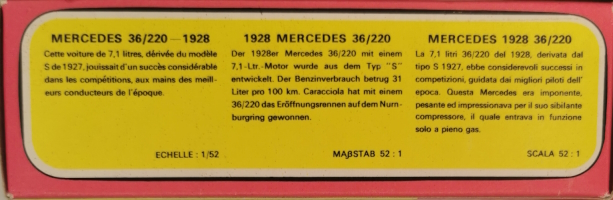 MERCEDES 36/220 — 1928
Cette voiture de 7,1 litres, dérivée du modèle
S de 1927, jouissait d'un succès considérable
dans les compétitions, aux mains des meil-
eurs conducteurs de l'époque.
ECHELLE : 1/52
1928 MERCEDES 36/220
Der 1928er Mercedes 36/220 mit einem
7,1-Ltr.-Motor wurde aus dem Typ "S"
entwickelt. Der Benzinverbrauch betrug 31
Liter pro 100 km. Caracciola hat mit einem
36/220 das Eröffnungsrennen auf dem Nurn-
burgring gewonnen.
MAßSTAB 52 : 1
MERCEDES 1928 36/220
La 7,1 litri 36/220 del 1928, derivata dal
tipo S 1927, ebbe considerevoli successi in
competizioni, guidata dai migliori piloti dell'
epoca. Questa Mercedes era imponente,
pesante ed impressionava per il suo sibilante
compressore, il quale entrava in funzione
solo a pieno gas.
SCALA 52 : 1